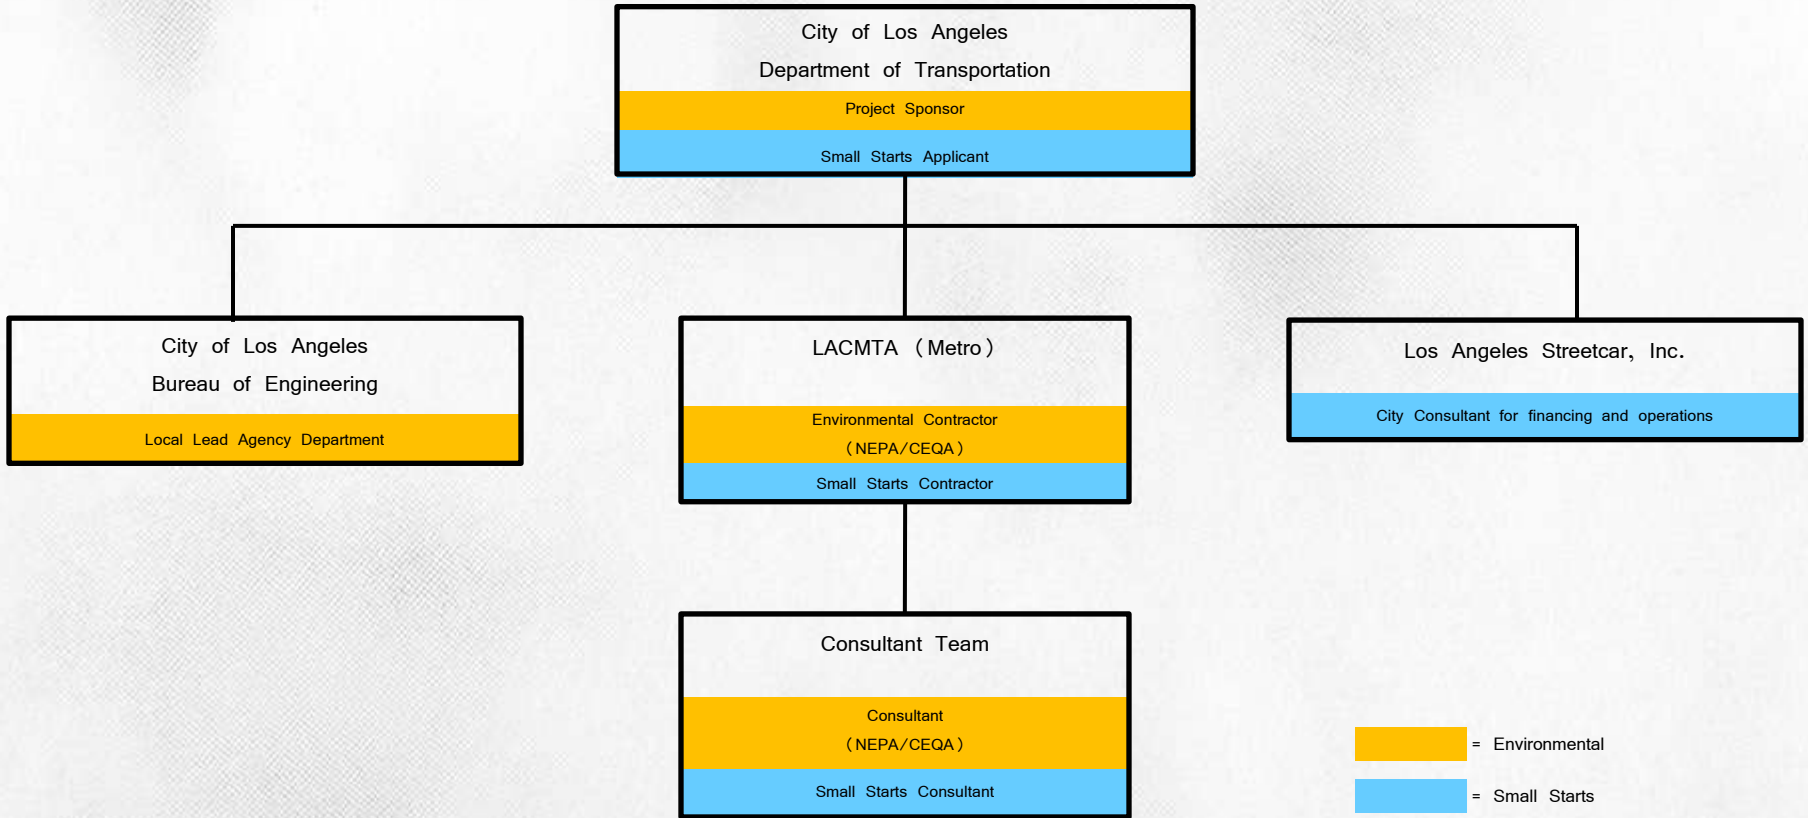 City of Los Angeles
Department of Transportation
Project Sponsor
Small Starts Applicant
City of Los Angeles
Bureau of Engineering
Local Lead Agency Department
LACMTA (Metro)
Environmental Contractor
(NEPA/CEQA)
Small Starts Contractor
Los Angeles Streetcar, Inc.
City Consultant for financing and operations
Consultant Team
Consultant
(NEPA/CEQA)
Small Starts Consultant
= Environmental
= Small Starts